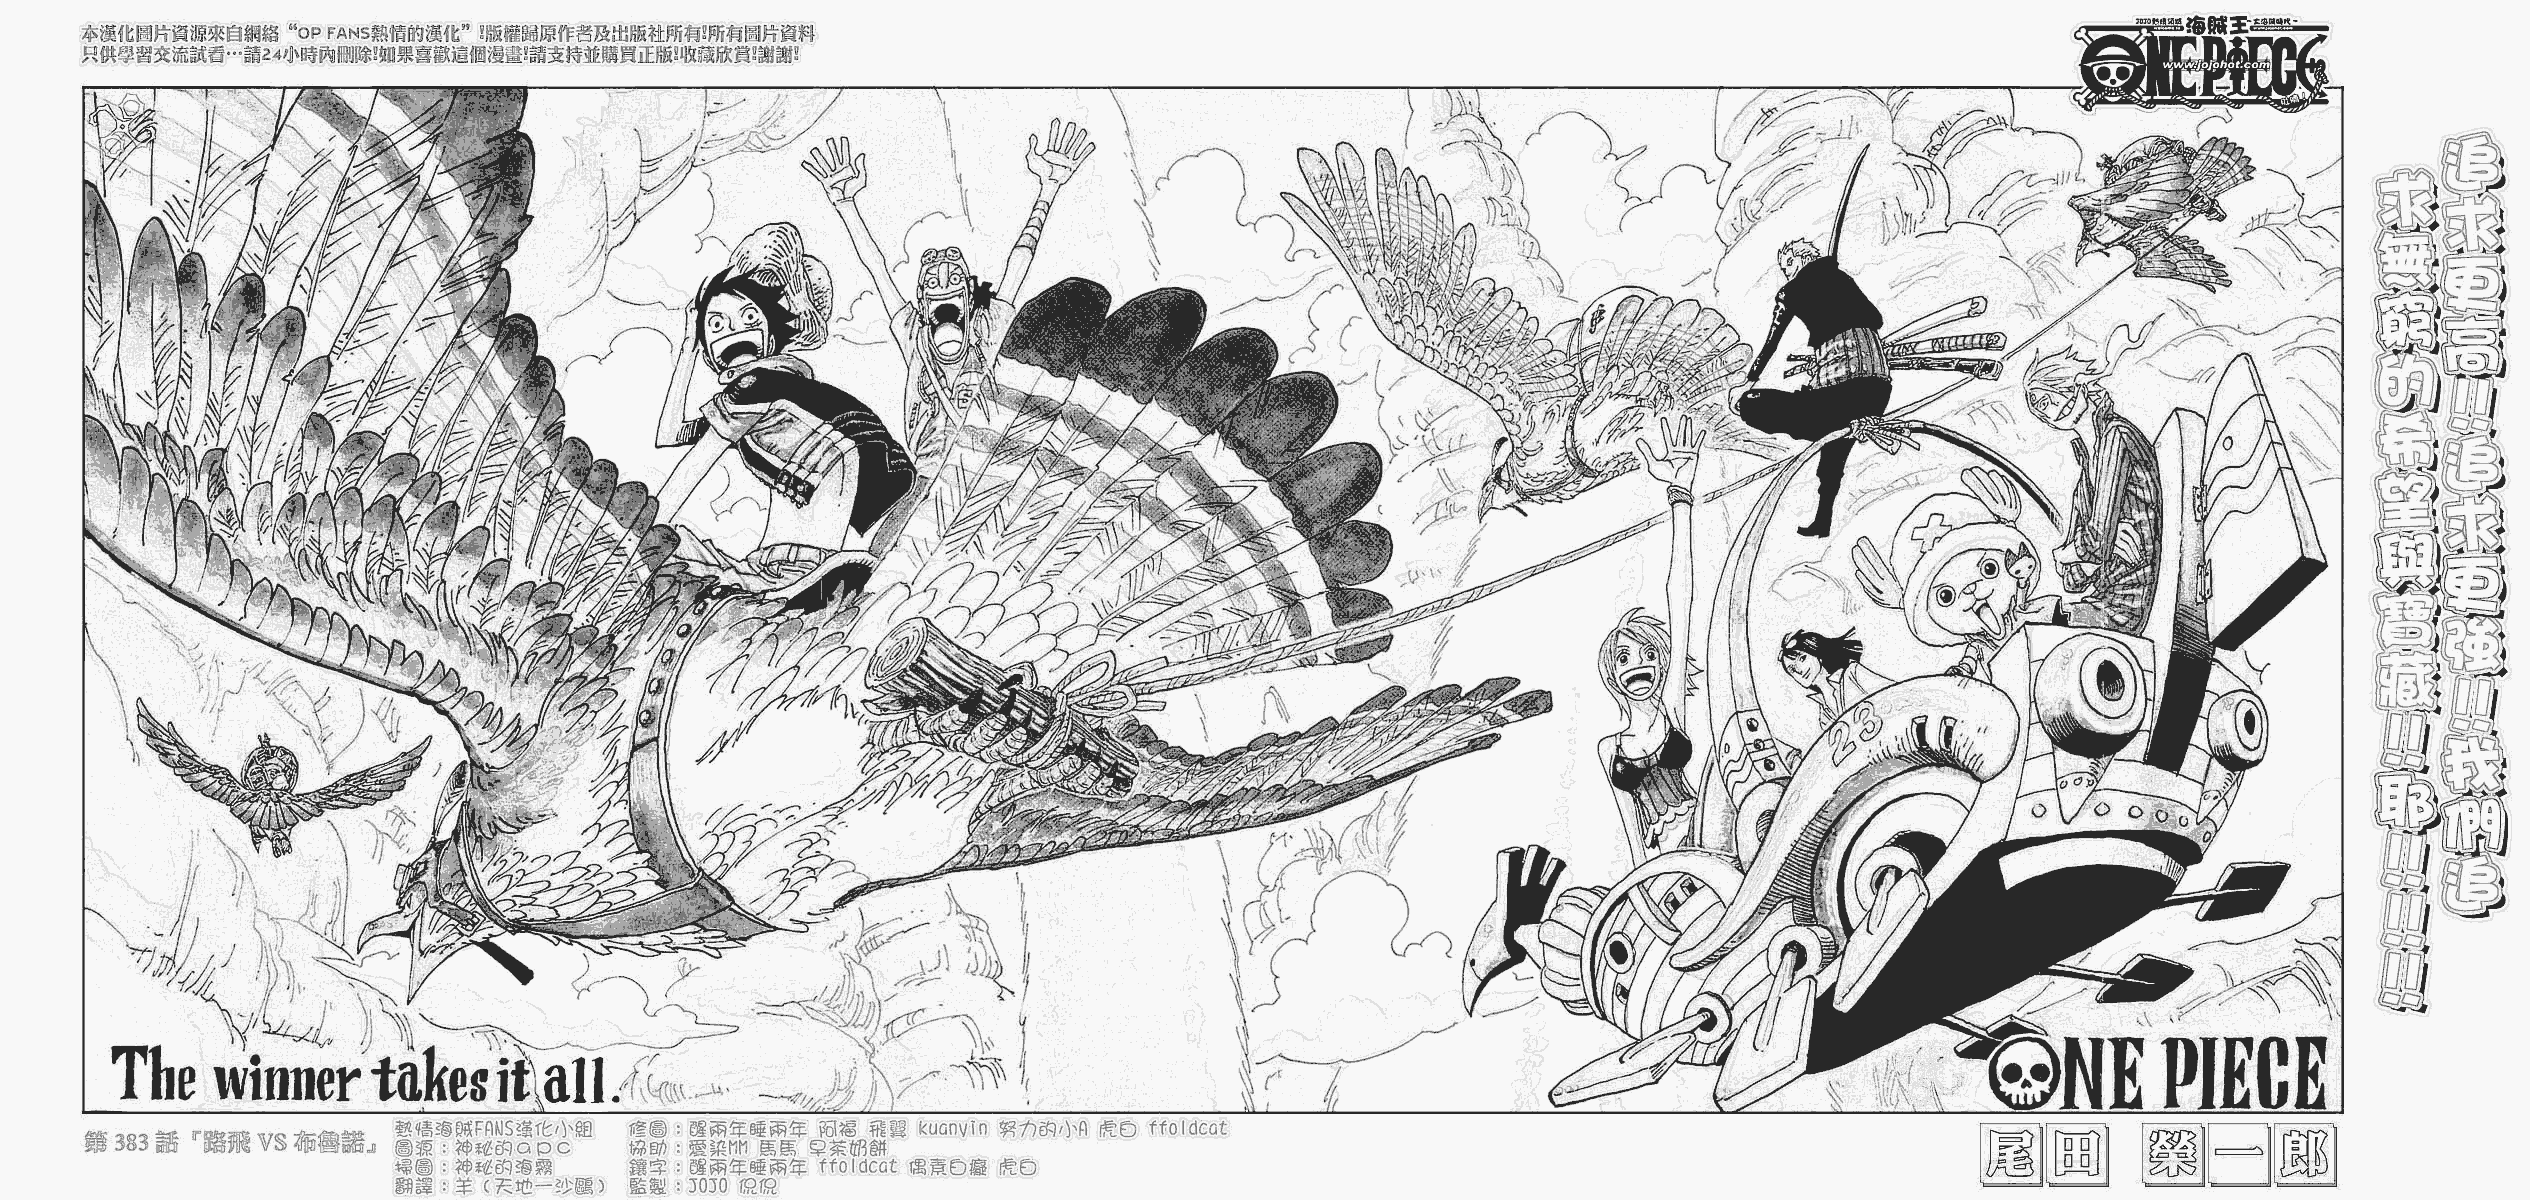 本漢化圖片資源來自網絡“OP FANS熱情的漢化”!版權歸原作者及出版社所有!所有圖片資料
只供學習交流試看…請24小時內刪除!如果喜歡這個漫畫!請支持並購買正版!收藏欣賞!謝謝!
海賊王
ONE PIECE
www.jojohot.com
追求更高!!追求更強!!我們追
求無窮的希望與寶藏!!耶!!!!!!
23
The winner takes it all.
ONE PIECE
第 383 話『路飛 VS 布魯諾』
熱情海賊FANS漢化小組
圖源：神秘的apc
掃圖：神秘的海霧
翻譯：羊（天地一沙鷗）
修圖：醒兩年睡兩年 阿福 飛翼 kuanyin 努力的小A 虎白 ffoldcat
協助：愛染MM 馬馬 早茶奶餅
鑲字：醒兩年睡兩年 ffoldcat 偶素白癡 虎白
監製：JOJO 侃侃
尾田 榮一郎